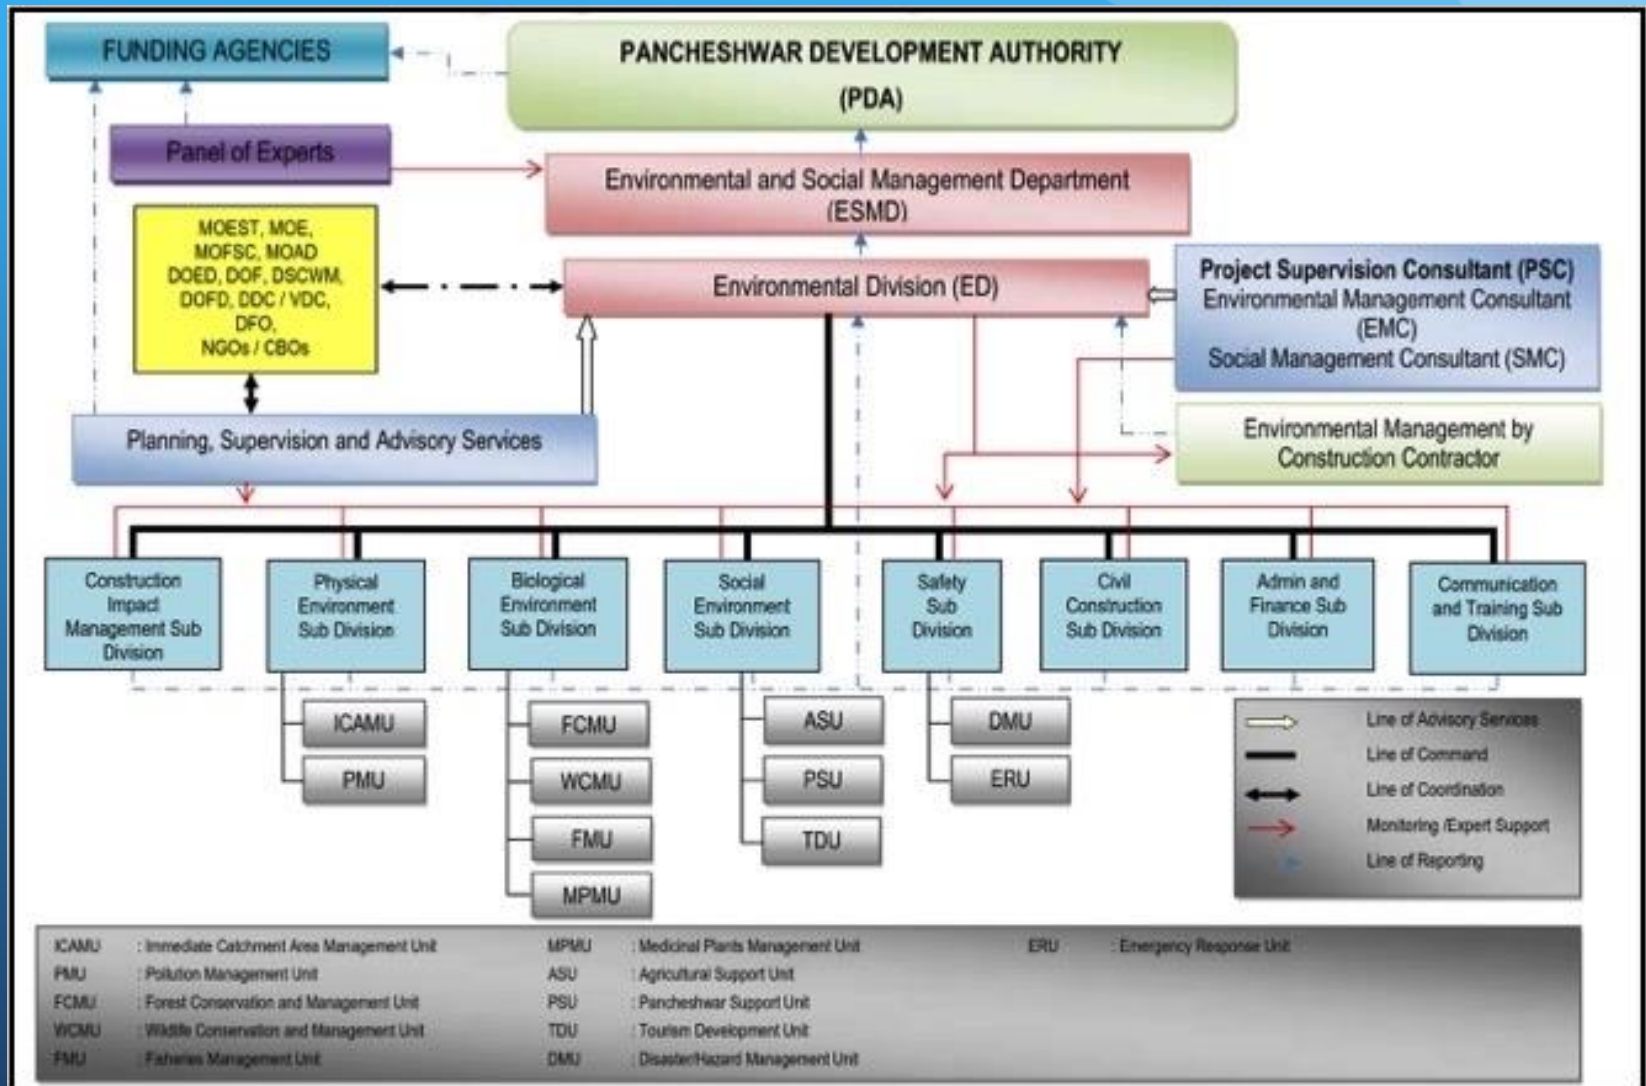 FUNDING AGENCIES
PANCHESHWAR DEVELOPMENT AUTHORITY
(PDA)
Panel of Experts
Environmental and Social Management Department
(ESMD)
MOEST, MOE,
MOFSC, MOAD
DOED, DOF, DSCWM,
DOFD, DDC / VDC,
DFO,
NGOs / CBOs
Environmental Division (ED)
Project Supervision Consultant (PSC)
Environmental Management Consultant
(EMC)
Social Management Consultant (SMC)
Planning, Supervision and Advisory Services
Environmental Management by
Construction Contractor
Construction
Impact
Management Sub
Division
Physical
Environment
Sub Division
Biological
Environment
Sub Division
Social
Environment
Sub Division
Safety
Sub
Division
Civil
Construction
Sub Division
Admin and
Finance Sub
Division
Communication
and Training Sub
Division
ICAMU
PMU
FCMU
WCMU
FMU
MPMU
ASU
PSU
TDU
DMU
ERU
Line of Advisory Services
Line of Command
Line of Coordination
Monitoring /Expert Support
Line of Reporting
ICAMU : Immediate Catchment Area Management Unit
PMU : Pollution Management Unit
FCMU : Forest Conservation and Management Unit
WCMU : Wildlife Conservation and Management Unit
FMU : Fisheries Management Unit
MPMU : Medicinal Plants Management Unit
ASU : Agricultural Support Unit
PSU : Pancheshwar Support Unit
TDU : Tourism Development Unit
DMU : Disaster/Hazard Management Unit
ERU : Emergency Response Unit